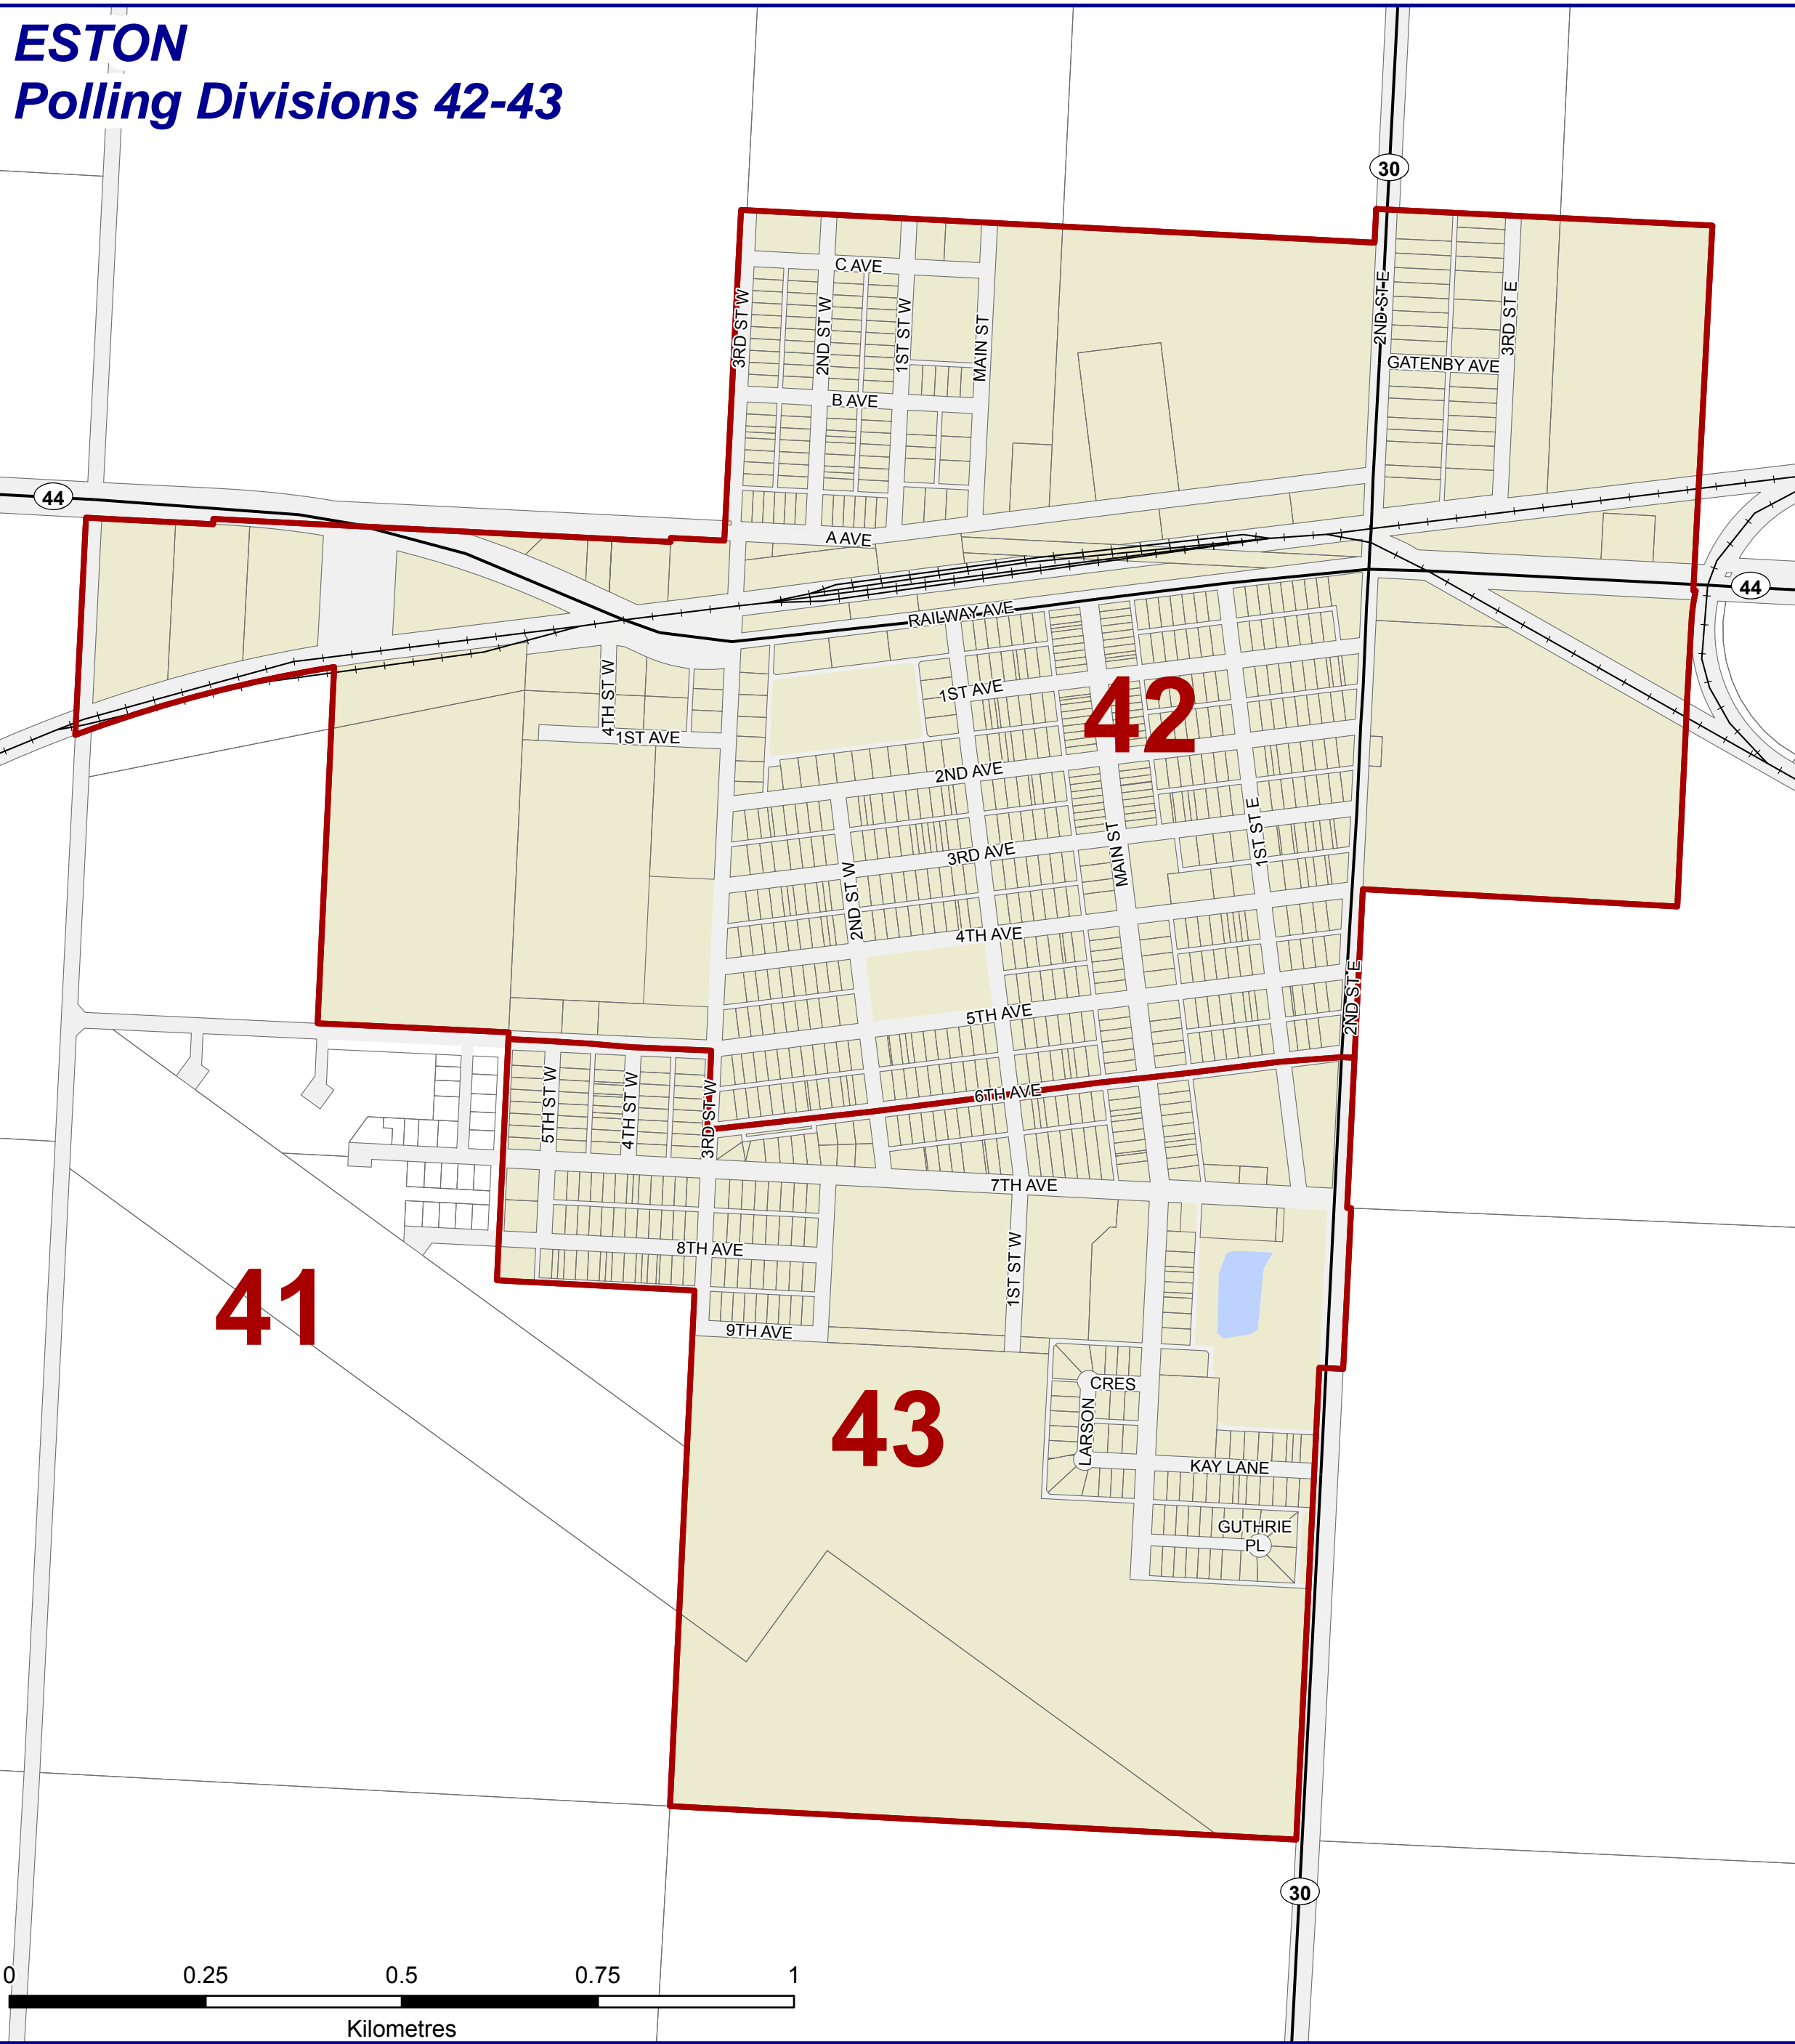 ESTON
Polling Divisions 42-43
30
C AVE
3RD ST W
2ND ST W
1ST ST W
MAIN ST
2ND ST E
3RD ST E
GATENBY AVE
B AVE
44
A AVE
44
RAILWAY AVE
4TH ST W
1ST AVE
1ST AVE
42
2ND AVE
3RD AVE
MAIN ST
1ST ST E
2ND ST W
4TH AVE
2ND ST E
5TH AVE
5TH ST W
4TH ST W
3RD ST W
6TH AVE
7TH AVE
8TH AVE
1ST ST W
41
9TH AVE
43
CRES
LARSON
KAY LANE
GUTHRIE
PL
30
0 0.25 0.5 0.75 1
Kilometres